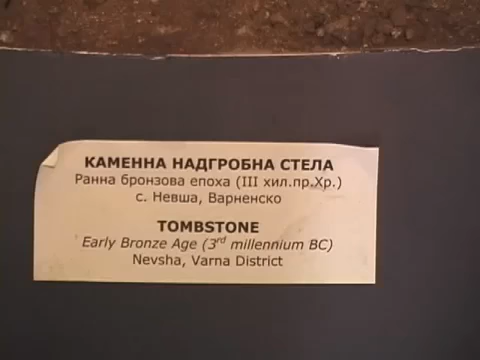 КАМЕННА НАДГРОБНА СТЕЛА
Ранна бронзова епоха (III хил.пр.Хр.)
с. Невша, Варненско
TOMBSTONE
Early Bronze Age (3rd millennium BC)
Nevsha, Varna District